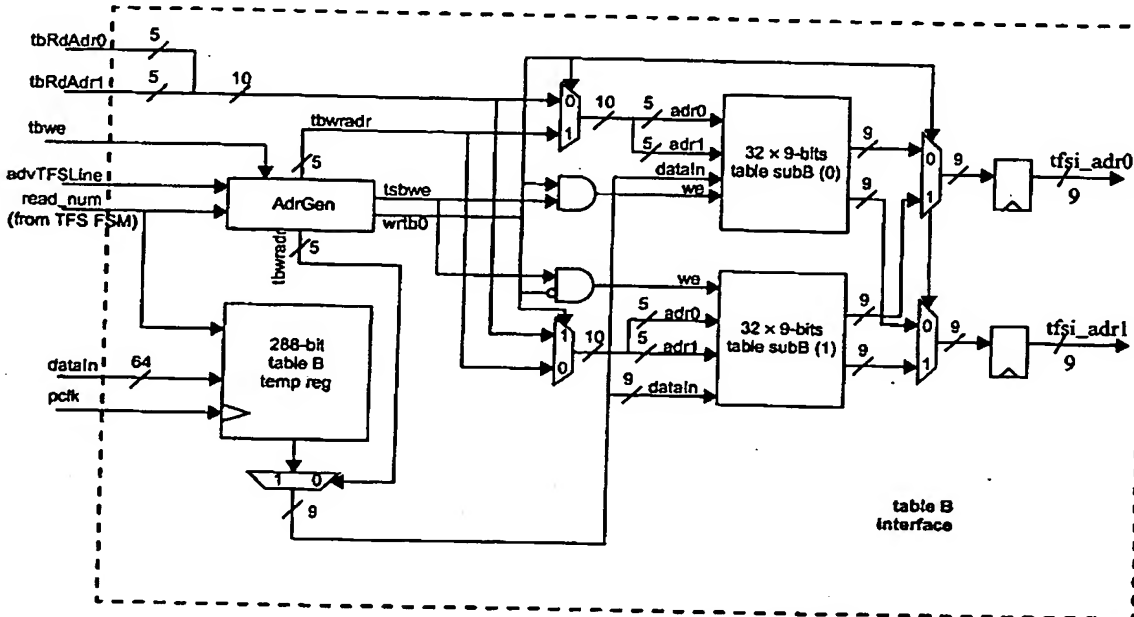 tbRdAdr0
5
tbRdAdr1
5
10
tbwe
tbwradr
5
advTFSLine
read_num
(from TFS FSM)
AdrGen
tsbwe
wrtb0
tbwradr
5
0
1
10
5
adr0
5
adr1
dataIn
we
32 × 9-bits
table subB (0)
9
9
0
1
9
tfsi_adr0
9
we
5
adr0
10
5
adr1
1
0
9
dataIn
32 × 9-bits
table subB (1)
9
9
0
1
9
tfsi_adr1
9
288-bit
table B
temp reg
dataIn
64
pclk
1 0
9
table B
interface